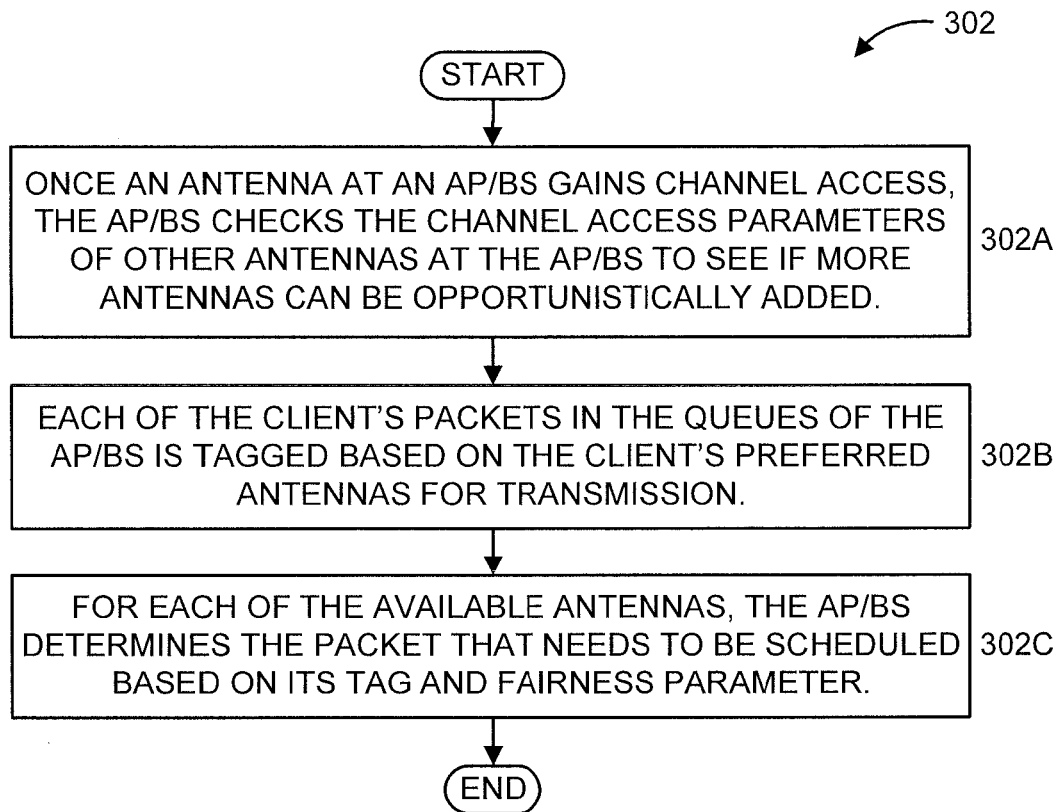 302
START
ONCE AN ANTENNA AT AN AP/BS GAINS CHANNEL ACCESS,
THE AP/BS CHECKS THE CHANNEL ACCESS PARAMETERS
OF OTHER ANTENNAS AT THE AP/BS TO SEE IF MORE
ANTENNAS CAN BE OPPORTUNISTICALLY ADDED.
302A
EACH OF THE CLIENT'S PACKETS IN THE QUEUES OF THE
AP/BS IS TAGGED BASED ON THE CLIENT'S PREFERRED
ANTENNAS FOR TRANSMISSION.
302B
FOR EACH OF THE AVAILABLE ANTENNAS, THE AP/BS
DETERMINES THE PACKET THAT NEEDS TO BE SCHEDULED
BASED ON ITS TAG AND FAIRNESS PARAMETER.
302C
END